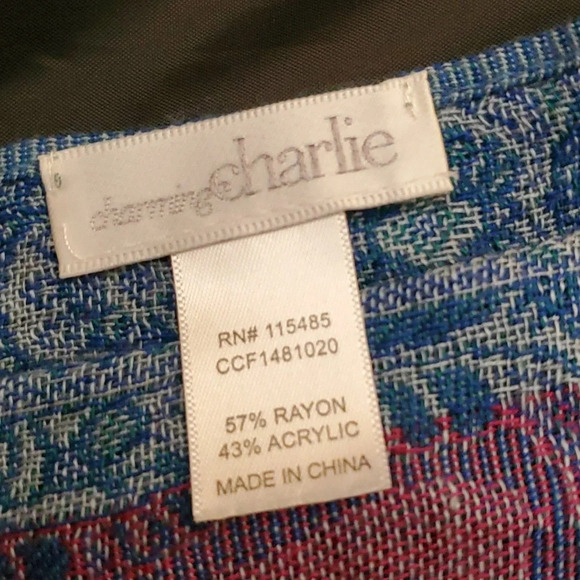 charming charlie
RN# 115485
CCF1481020
57% RAYON
43% ACRYLIC
MADE IN CHINA